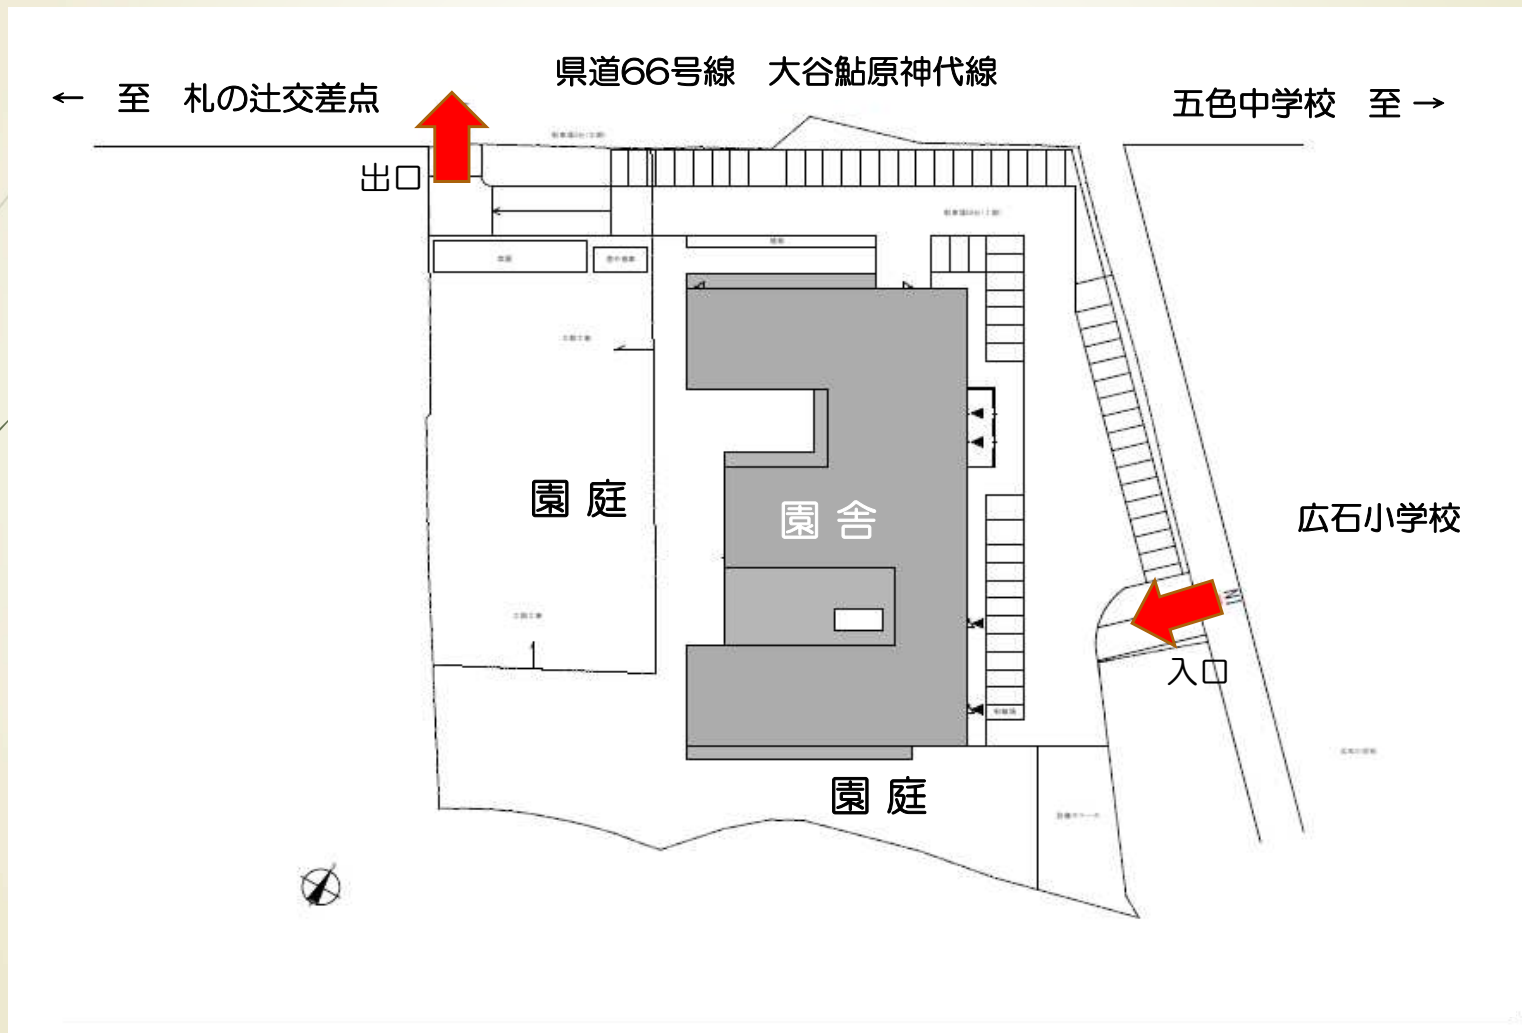 県道66号線　大谷鮎原神代線
← 至　札の辻交差点
五色中学校　至 →
出口
園庭
園舎
広石小学校
入口
園庭